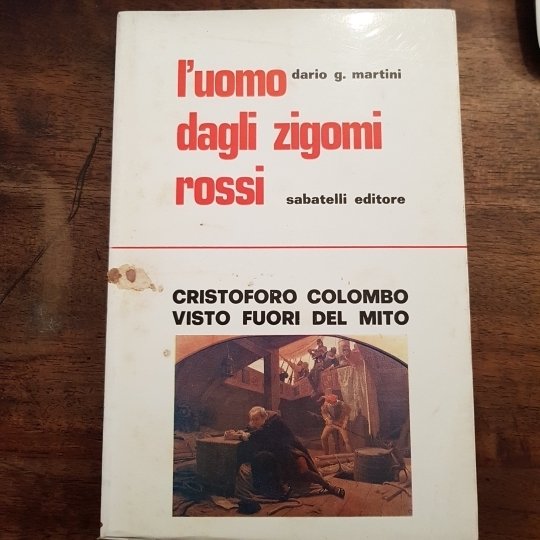 l'uomo dario g. martini
dagli zigomi
rossi sabatelli editore
CRISTOFORO COLOMBO
VISTO FUORI DEL MITO